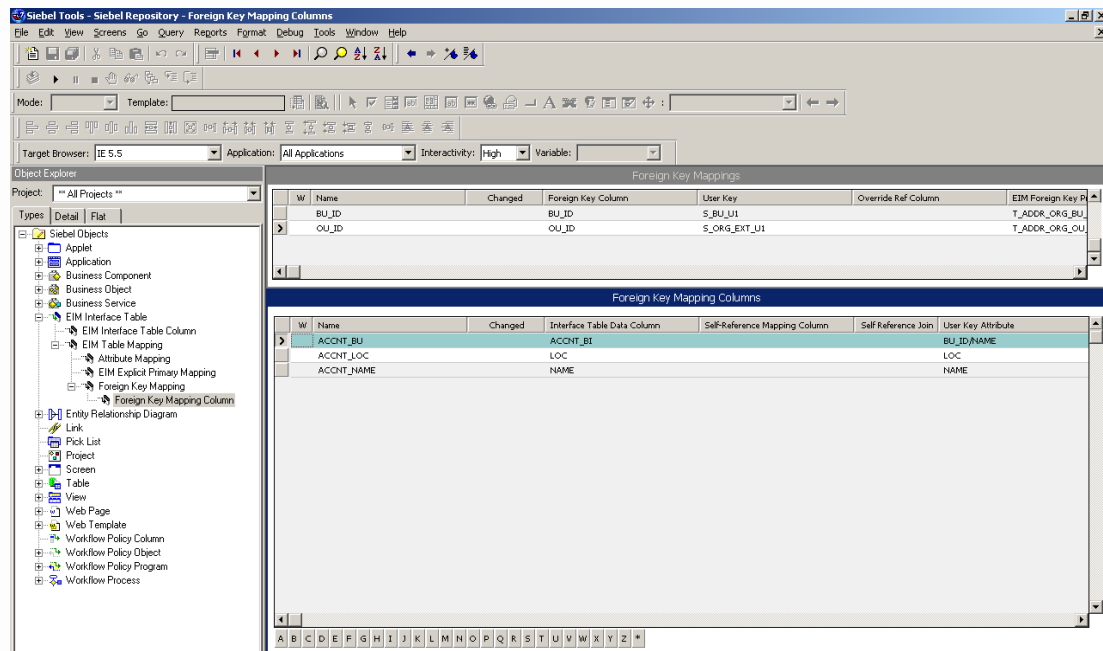 Siebel Tools - Siebel Repository - Foreign Key Mapping Columns
File Edit View Screens Go Query Reports Format Debug Tools Window Help
Mode: Template:
Target Browser: IE 5.5 Application: All Applications Interactivity: High Variable:
Object Explorer
Project: ** All Projects **
Types Detail Flat
Siebel Objects
Applet
Application
Business Component
Business Object
Business Service
EIM Interface Table
EIM Interface Table Column
EIM Table Mapping
Attribute Mapping
EIM Explicit Primary Mapping
Foreign Key Mapping
Foreign Key Mapping Column
Entity Relationship Diagram
Link
Pick List
Project
Screen
Table
View
Web Page
Web Template
Workflow Policy Column
Workflow Policy Object
Workflow Policy Program
Workflow Process
Foreign Key Mappings
W Name Changed Foreign Key Column User Key Override Ref Column EIM Foreign Key P
BU_ID BU_ID S_BU_U1 T_ADDR_ORG_BU_
OU_ID OU_ID S_ORG_EXT_U1 T_ADDR_ORG_OU_
Foreign Key Mapping Columns
W Name Changed Interface Table Data Column Self-Reference Mapping Column Self Reference Join User Key Attribute
ACCNT_BU ACCNT_BI BU_ID/NAME
ACCNT_LOC LOC LOC
ACCNT_NAME NAME NAME
A B C D E F G H I J K L M N O P Q R S T U V W X Y Z *